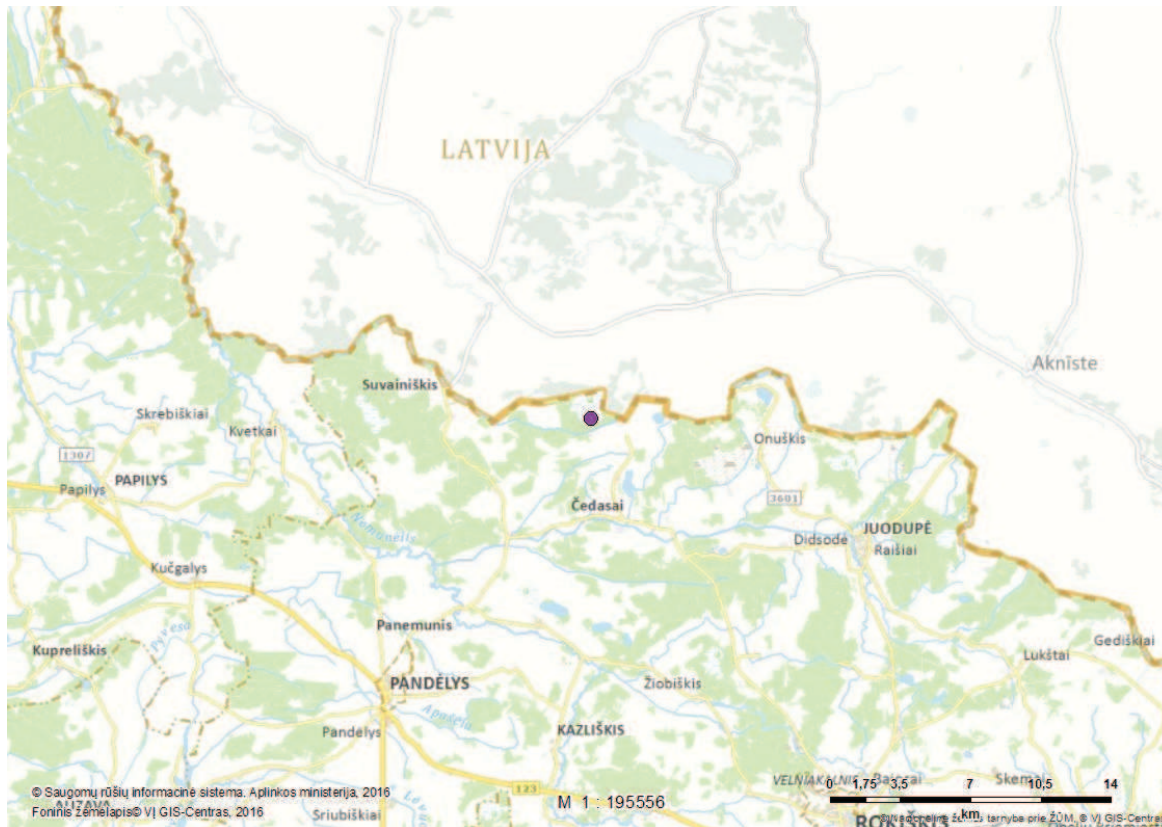 LATVIJA
Aknīste
Suvainiškis
Skrebiškiai
Kvetkai
Onuškis
1307
PAPILYS
Papilys
3601
Čedasai
JUODUPĖ
Didsodė
Raišiai
Nemunėlis
Kučgalys
Panemunis
Gediškiai
Kupreliškis
Pyvesa
Lukštai
PANDĖLYS
Žiobiškis
Apaščia
Pandėlys
KAZLIŠKIS
VELNIAKALNIS
© Saugomų rūšių informacinė sistema. Aplinkos ministerija, 2016
123
M 1 : 195556
0 1,75 3,5 7 10,5 14
km
Foninis žemėlapis© VĮ GIS-Centras, 2016
Sriubiškiai
ROKIŠKIS